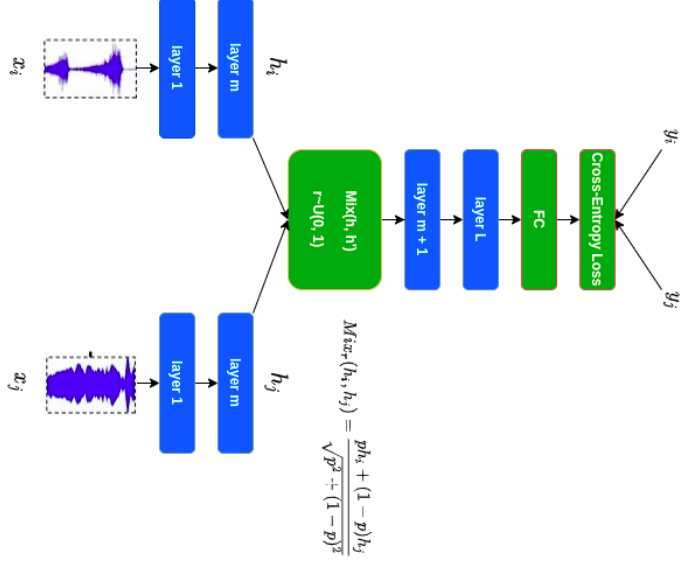 x_i
layer 1
layer m
h_i
Mix(h, h')
r~U(0, 1)
layer m + 1
layer L
FC
Cross-Entropy Loss
y_i
y_j
x_j
layer 1
layer m
h_j
Mix_r(h_i, h_j) = \frac{ph_i + (1 - p)h_j}{\sqrt{p^2 + (1 - p)^2}}